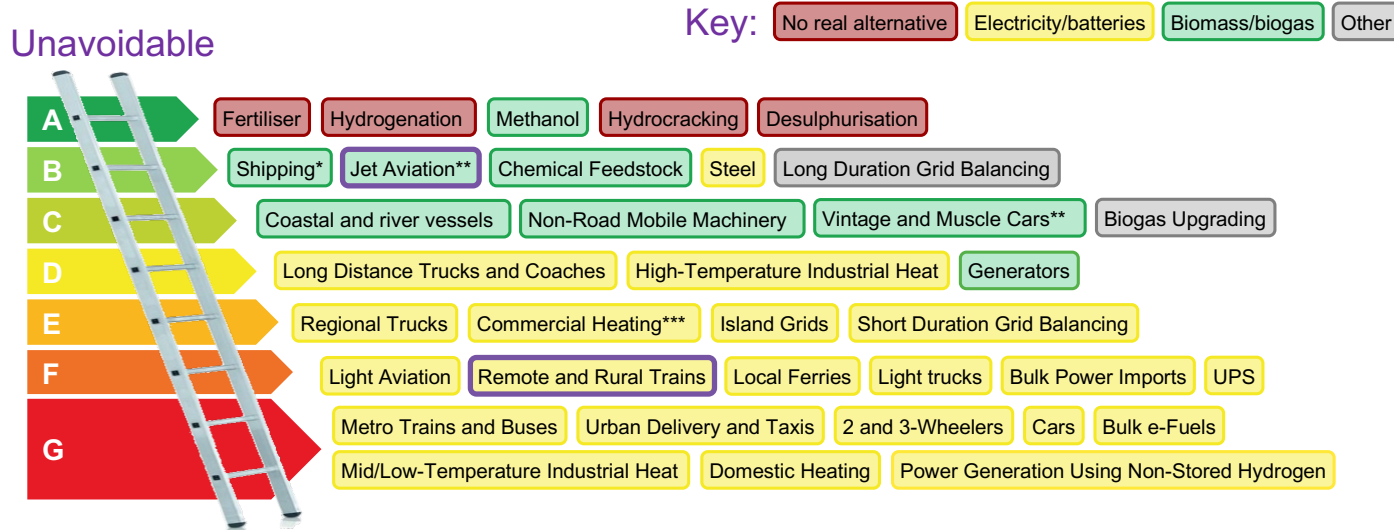 Key: No real alternative Electricity/batteries Biomass/biogas Other
Unavoidable
A Fertiliser Hydrogenation Methanol Hydrocracking Desulphurisation
B Shipping* Jet Aviation** Chemical Feedstock Steel Long Duration Grid Balancing
C Coastal and river vessels Non-Road Mobile Machinery Vintage and Muscle Cars** Biogas Upgrading
D Long Distance Trucks and Coaches High-Temperature Industrial Heat Generators
E Regional Trucks Commercial Heating*** Island Grids Short Duration Grid Balancing
F Light Aviation Remote and Rural Trains Local Ferries Light trucks Bulk Power Imports UPS
G
Metro Trains and Buses Urban Delivery and Taxis 2 and 3-Wheelers Cars Bulk e-Fuels
Mid/Low-Temperature Industrial Heat Domestic Heating Power Generation Using Non-Stored Hydrogen